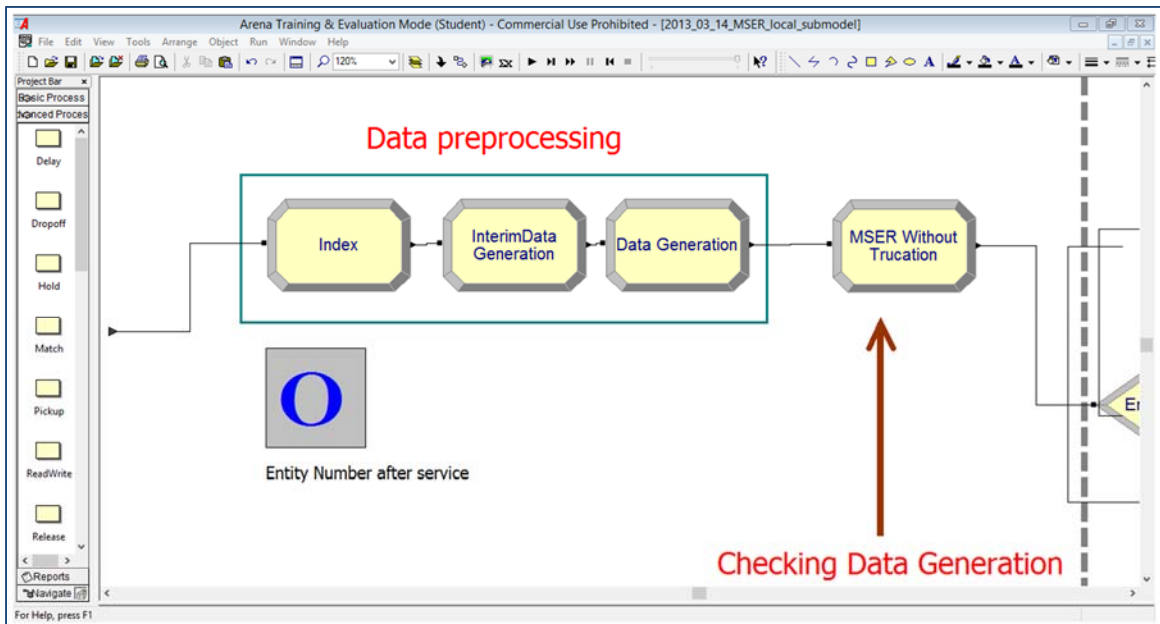 Arena Training & Evaluation Mode (Student) - Commercial Use Prohibited - [2013_03_14_MSER_local_submodel]
File Edit View Tools Arrange Object Run Window Help
120%
Project Bar
Basic Process
Advanced Proces
Delay
Dropoff
Hold
Match
Pickup
ReadWrite
Release
Reports
Navigate
Data preprocessing
Index
InterimData
Generation
Data Generation
MSER Without
Trucation
O
Entity Number after service
Checking Data Generation
For Help, press F1